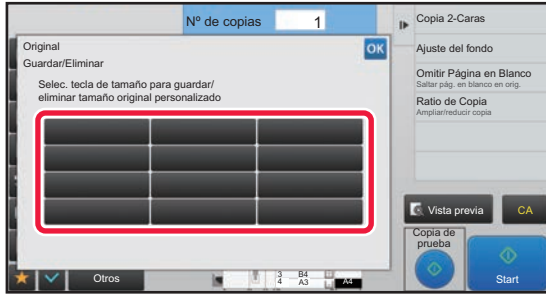 Nº de copias 1
Original
OK
Guardar/Eliminar
Selec. tecla de tamaño para guardar/
eliminar tamaño original personalizado
Copia 2-Caras
Ajuste del fondo
Omitir Página en Blanco
Saltar pág. en blanco en orig.
Ratio de Copia
Ampliar/reducir copia
Vista previa
CA
Copia de
prueba
Start
Otros
3 B4
4 A3
A4